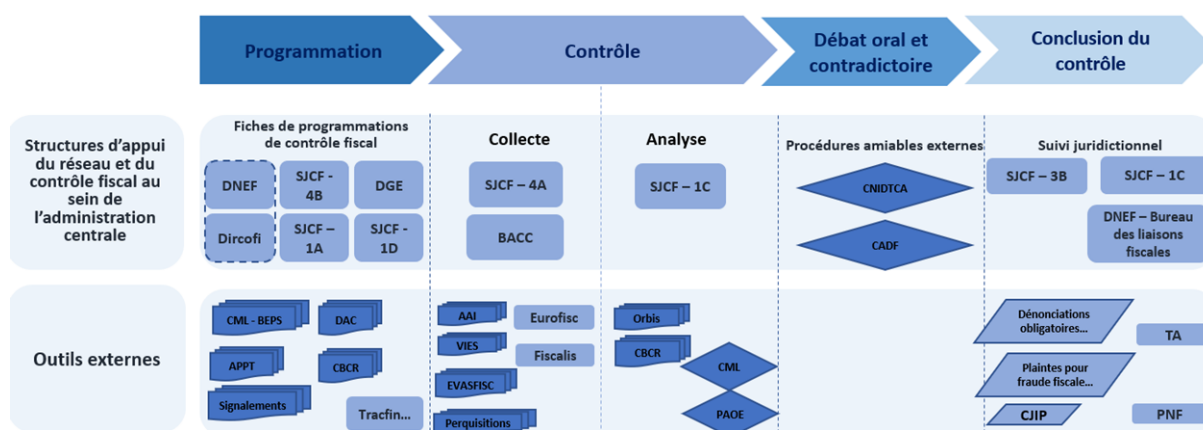 Programmation
Contrôle
Débat oral et
contradictoire
Conclusion du
contrôle
Structures d'appui
du réseau et du
contrôle fiscal au
sein de
l'administration
centrale
Fiches de programmations
de contrôle fiscal
DNEF
SJCF -
4B
DGE
Dircofi
SJCF –
1A
SJCF -
1D
Collecte
SJCF – 4A
BACC
Analyse
SJCF – 1C
Procédures amiables externes
CNIDTCA
CADF
Suivi juridictionnel
SJCF – 3B
SJCF – 1C
DNEF – Bureau
des liaisons
fiscales
Outils externes
CML - BEPS
DAC
APPT
CBCR
Signalements
Tracfin...
AAI
Eurofisc
VIES
Fiscalis
EVASFISC
Perquisitions
Orbis
CBCR
CML
PAOE
Dénonciations
obligatoires...
TA
Plaintes pour
fraude fiscale...
CJIP
PNF